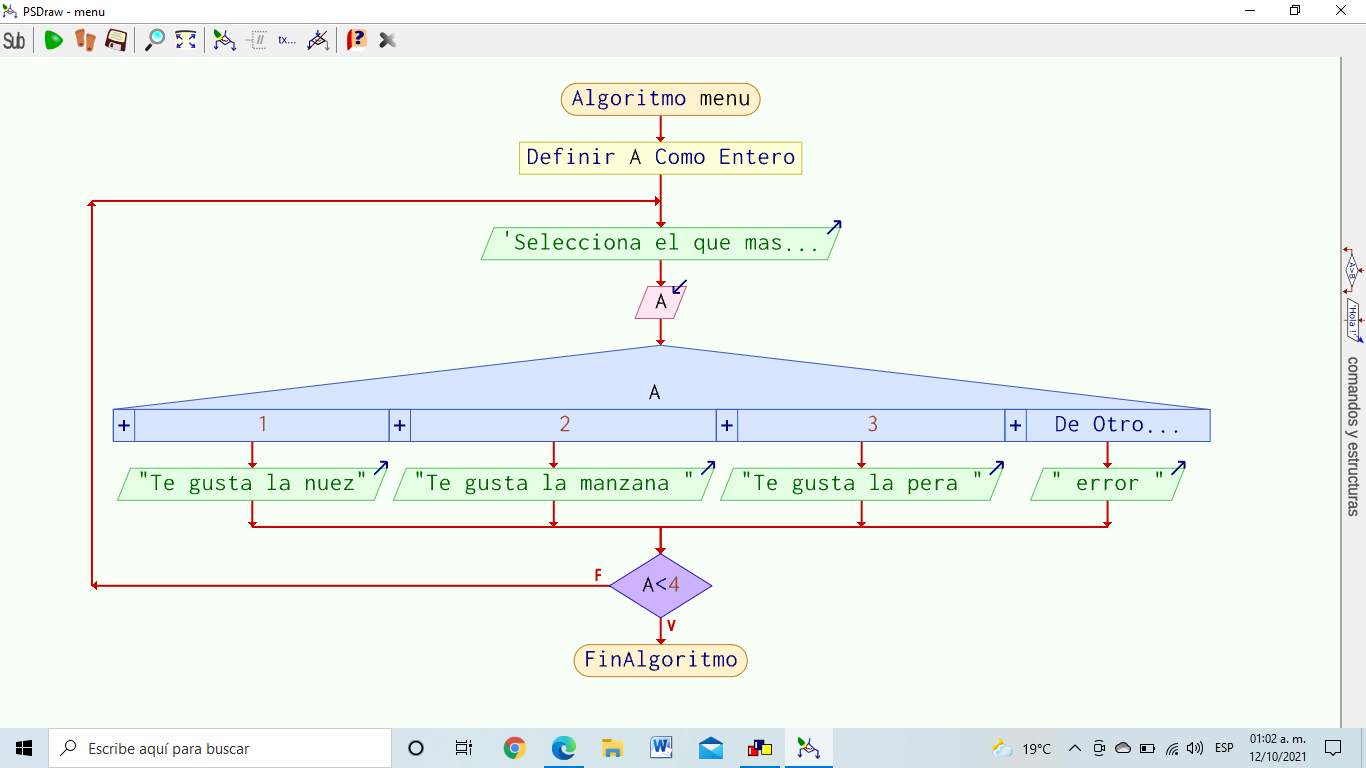 PSDraw - menu
Sub
tx...
Algoritmo menu
Definir A Como Entero
'Selecciona el que mas...
A
A
+ 1 + 2 + 3 + De Otro...
"Te gusta la nuez" "Te gusta la manzana " "Te gusta la pera " " error "
F
A<4
V
FinAlgoritmo
A>B
'Hola !'
comandos y estructuras
Escribe aquí para buscar
19°C
ESP
01:02 a. m.
12/10/2021